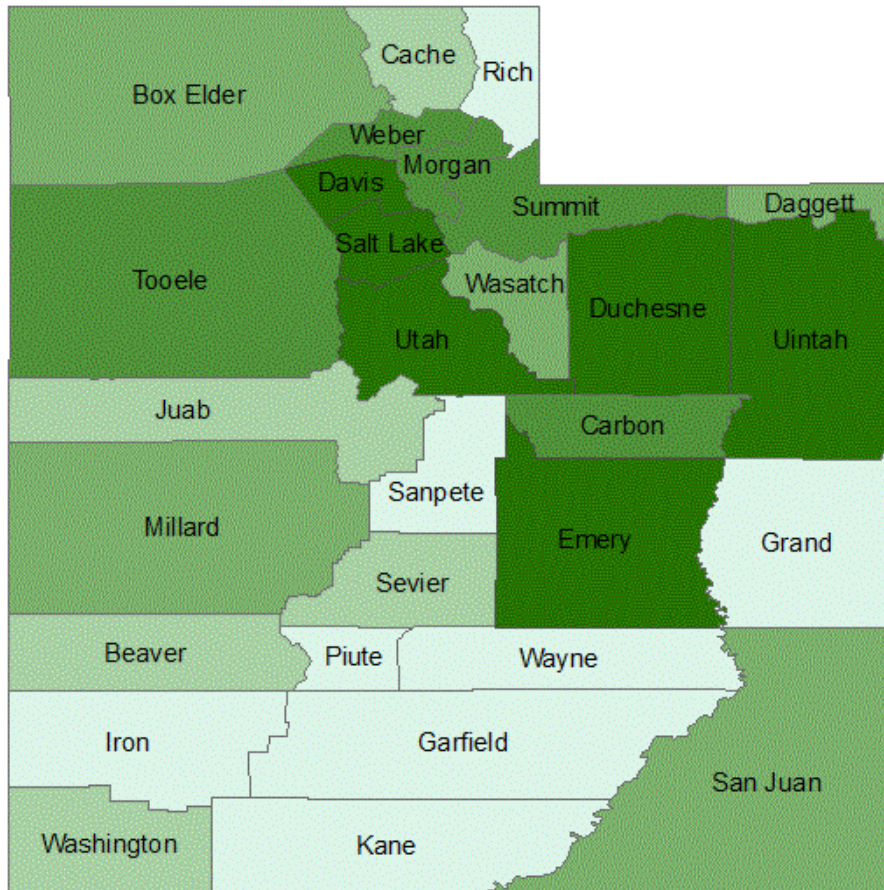 Cache
Rich
Box Elder
Weber
Morgan
Davis
Summit
Daggett
Salt Lake
Tooele
Wasatch
Duchesne
Utah
Uintah
Juab
Carbon
Sanpete
Millard
Emery
Grand
Sevier
Beaver
Piute
Wayne
Iron
Garfield
San Juan
Washington
Kane